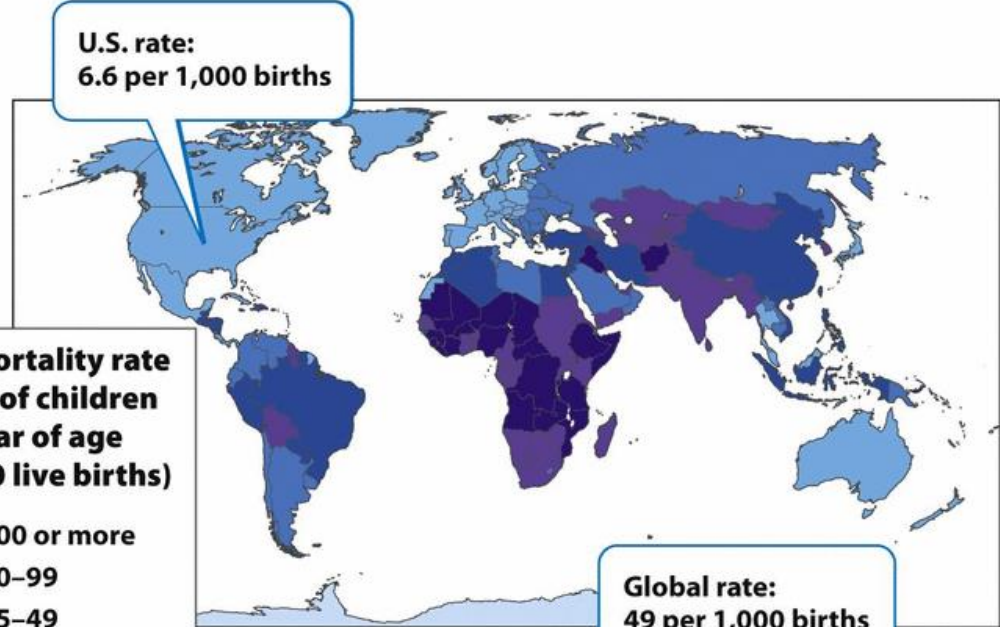 U.S. rate:
6.6 per 1,000 births
ortality rate
of children
ar of age
0 live births)
00 or more
0–99
5–49
Global rate:
49 per 1,000 births